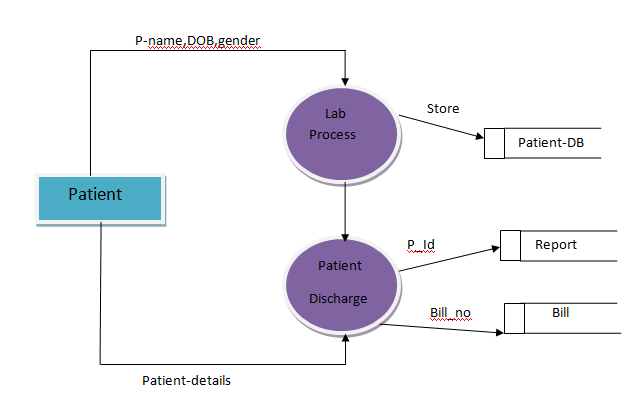 P-name,DOB,gender
Lab
Process
Store
Patient-DB
Patient
P_Id
Report
Patient
Discharge
Bill_no
Bill
Patient-details